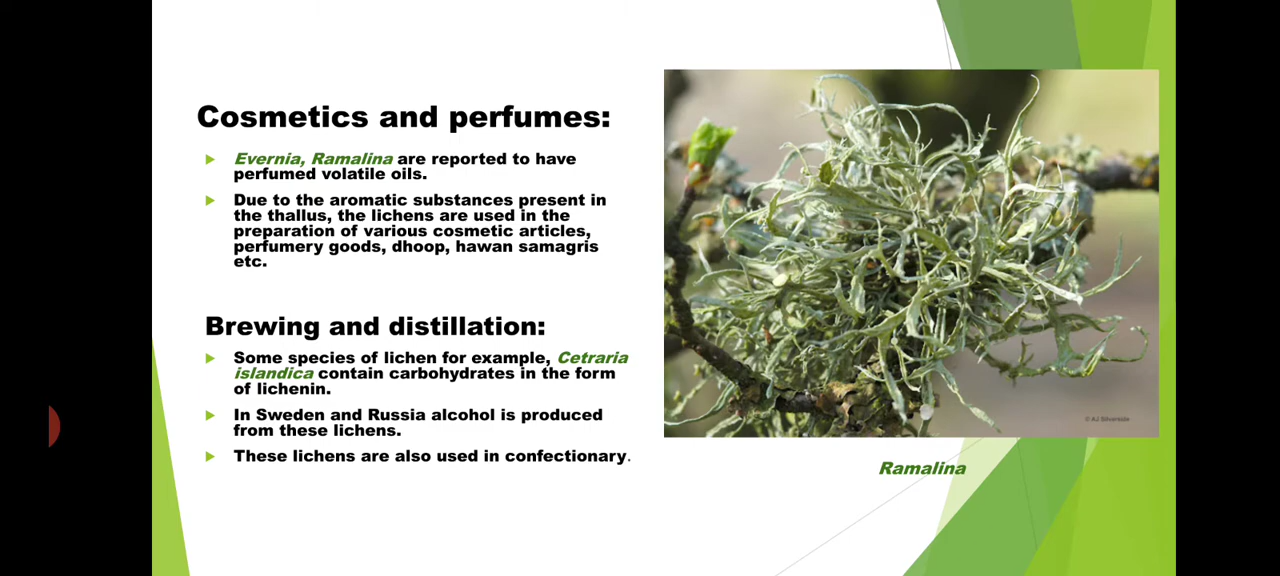 Cosmetics and perfumes:
Evernia, Ramalina are reported to have
perfumed volatile oils.
Due to the aromatic substances present in
the thallus, the lichens are used in the
preparation of various cosmetic articles,
perfumery goods, dhoop, hawan samagris
etc.
Brewing and distillation:
Some species of lichen for example, Cetraria
islandica contain carbohydrates in the form
of lichenin.
In Sweden and Russia alcohol is produced
from these lichens.
These lichens are also used in confectionary.
© AJ Silverside
Ramalina